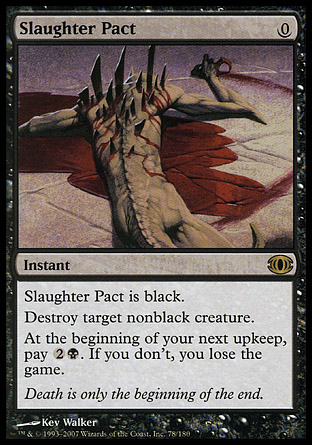 Slaughter Pact 0
Instant
Slaughter Pact is black.
Destroy target nonblack creature.
At the beginning of your next upkeep,
pay 2B. If you don't, you lose the
game.
Death is only the beginning of the end.
Kev Walker
™ & © 1993-2007 Wizards of the Coast, Inc. 78/180